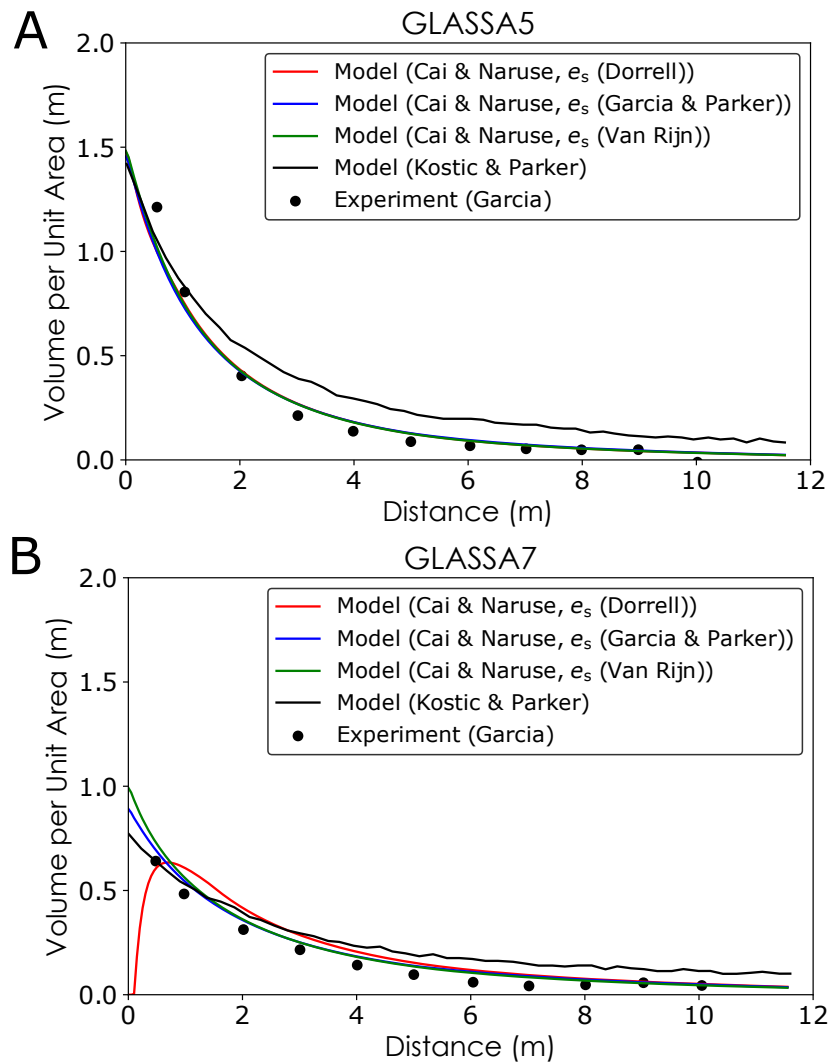 A
GLASSA5
Volume per Unit Area (m)
2.0
1.5
1.0
0.5
0.0
Model (Cai & Naruse, es (Dorrell))
Model (Cai & Naruse, es (Garcia & Parker))
Model (Cai & Naruse, es (Van Rijn))
Model (Kostic & Parker)
Experiment (Garcia)
0 2 4 6 8 10 12
Distance (m)
B
GLASSA7
Volume per Unit Area (m)
2.0
1.5
1.0
0.5
0.0
Model (Cai & Naruse, es (Dorrell))
Model (Cai & Naruse, es (Garcia & Parker))
Model (Cai & Naruse, es (Van Rijn))
Model (Kostic & Parker)
Experiment (Garcia)
0 2 4 6 8 10 12
Distance (m)